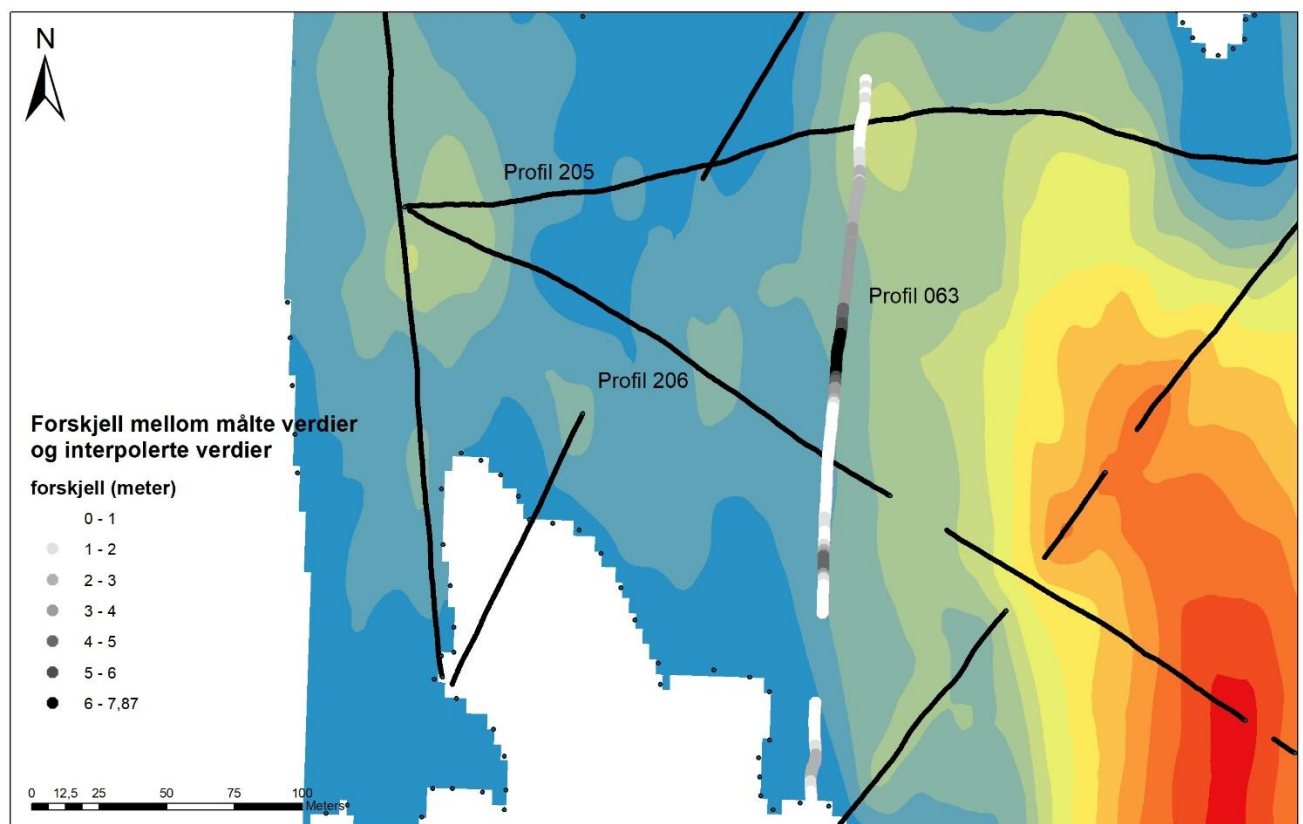 N
Profil 205
Profil 063
Profil 206
Forskjell mellom målte verdier
og interpolerte verdier
forskjell (meter)
0 - 1
1 - 2
2 - 3
3 - 4
4 - 5
5 - 6
6 - 7,87
0 12,5 25 50 75 100
Meters